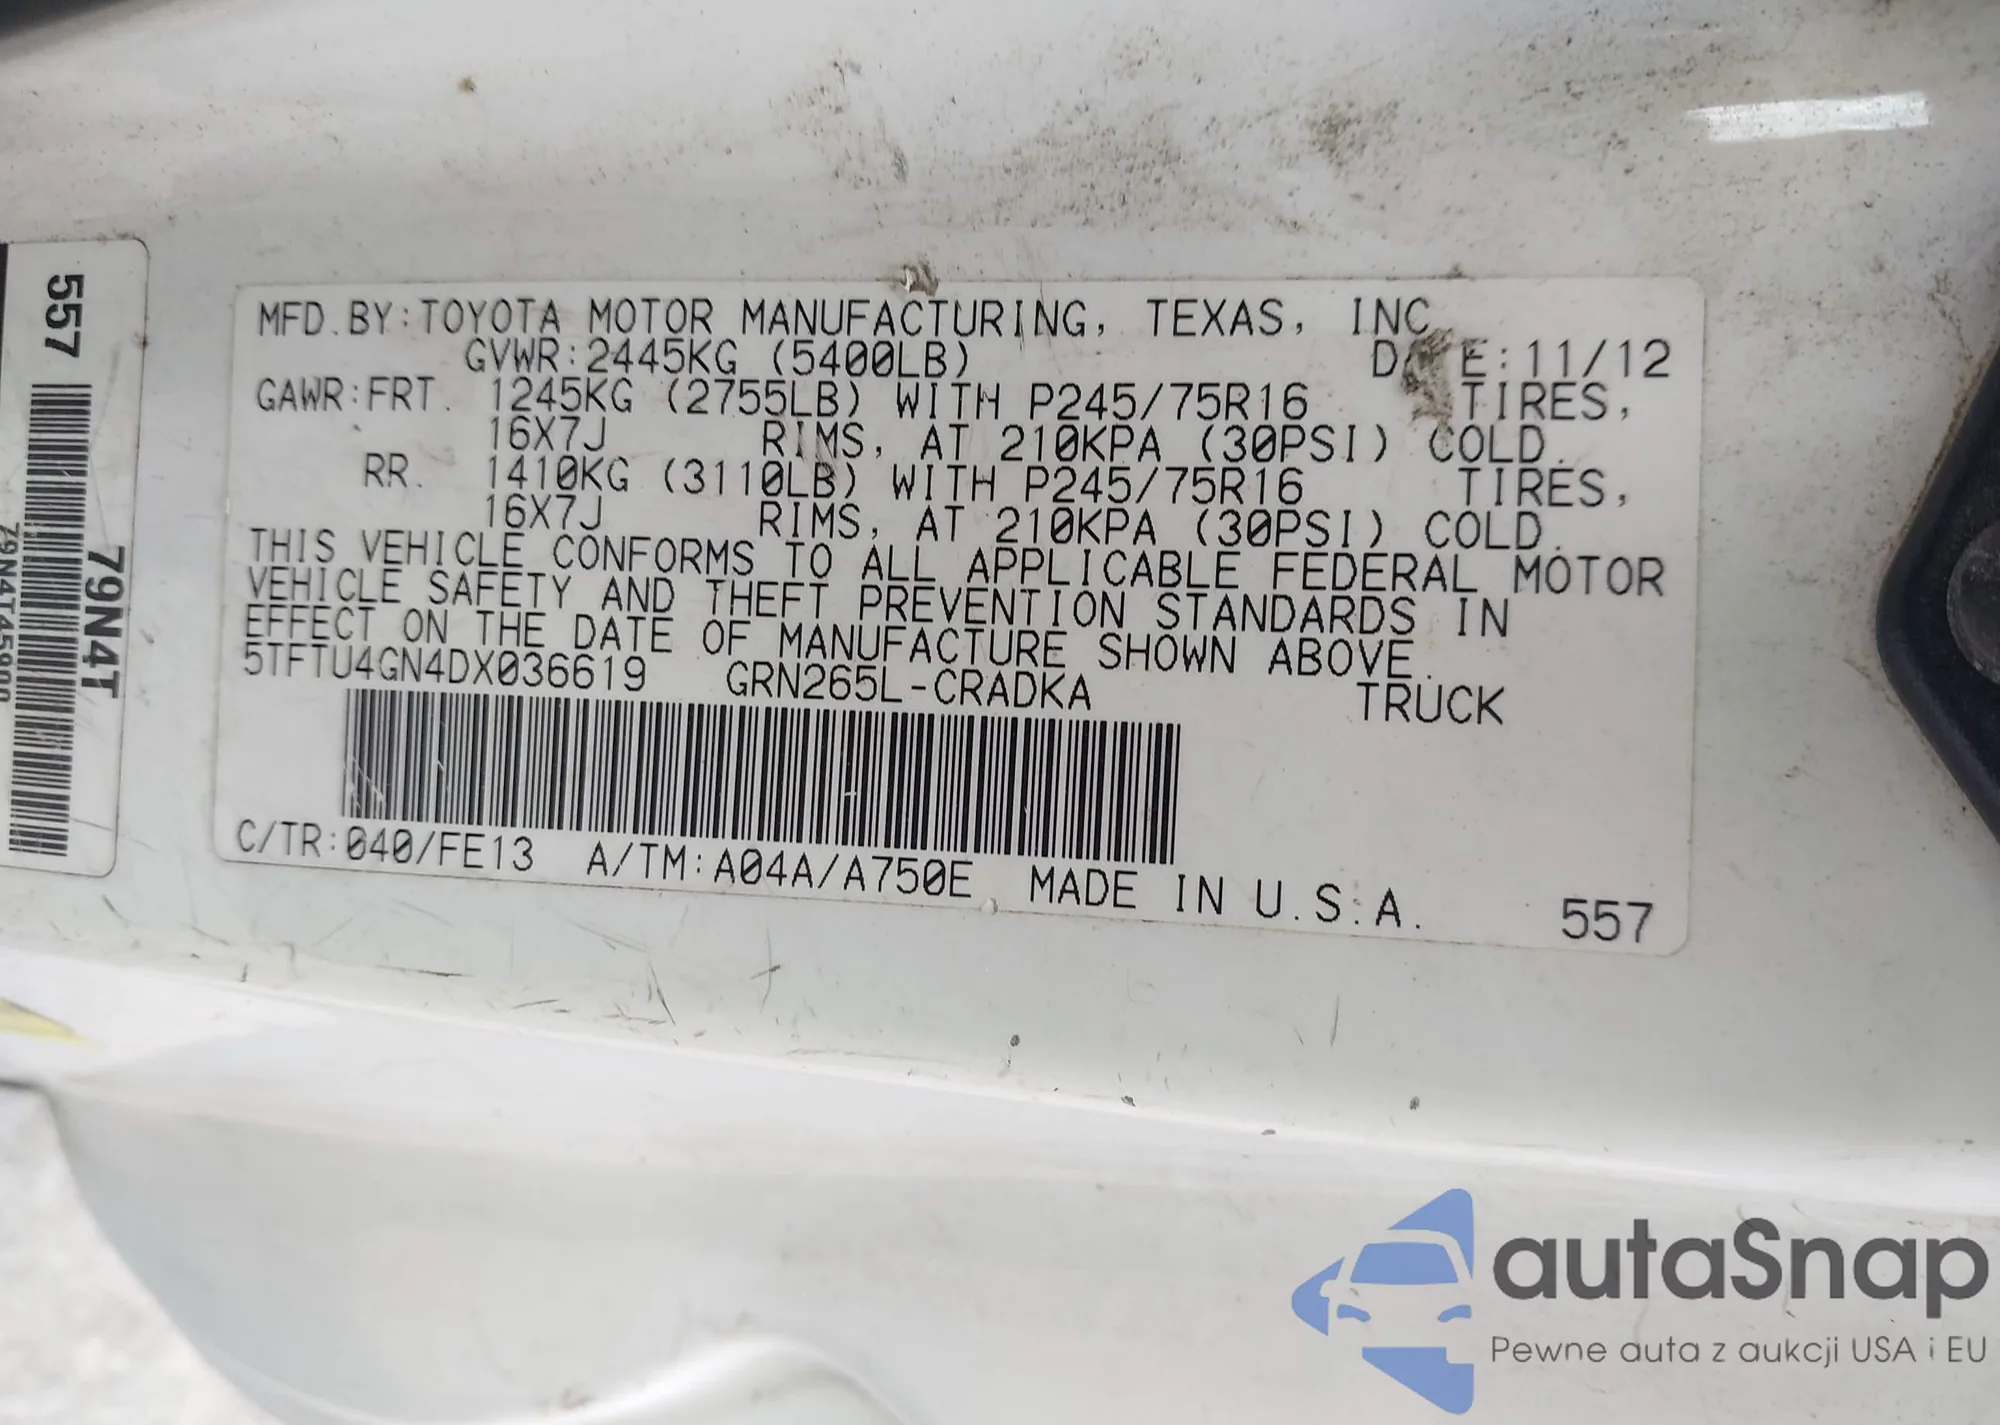 MFD.BY:TOYOTA MOTOR MANUFACTURING, TEXAS, INC
GVWR:2445KG (5400LB) DATE:11/12
GAWR:FRT. 1245KG (2755LB) WITH P245/75R16 TIRES,
16X7J RIMS, AT 210KPA (30PSI) COLD.
RR. 1410KG (3110LB) WITH P245/75R16 TIRES,
16X7J RIMS, AT 210KPA (30PSI) COLD.
THIS VEHICLE CONFORMS TO ALL APPLICABLE FEDERAL MOTOR
VEHICLE SAFETY AND THEFT PREVENTION STANDARDS IN
EFFECT ON THE DATE OF MANUFACTURE SHOWN ABOVE.
5TFTU4GN4DX036619 GRN265L-CRADKA TRUCK
C/TR:040/FE13 A/TM:A04A/A750E MADE IN U.S.A. 557
557
79N4T
autaSnap
Pewne auta z aukcji USA i EU